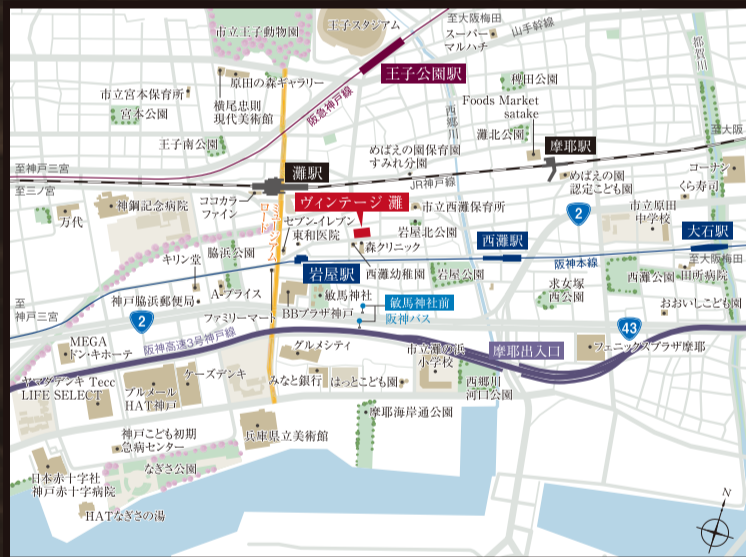 市立王子動物園
王子スタジアム
至大阪梅田
スーパー
マルハチ
山手幹線
都賀川
王子公園駅
原田の森ギャラリー
市立宮本保育所
宮本公園
横尾忠則
現代美術館
阪急神戸線
西郷川
稗田公園
Foods Market
satake
灘北公園
王子南公園
めばえの園保育園
すみれ分園
摩耶駅
至大阪
至神戸三宮
至三ノ宮
灘駅
JR神戸線
めばえの園
認定こども園
コーナン
くら寿司
神鋼記念病院
ココカラ
ファイン
ヴィンテージ 灘
市立西灘保育所
2
市立原田
中学校
万代
ミュージアム
ロード
セブン-イレブン
東和医院
岩屋北公園
森クリニック
西灘駅
大石駅
キリン堂
脇浜公園
岩屋駅
西灘幼稚園
岩屋公園
阪神本線
至大阪梅田
西灘公園
田所病院
至
神戸三宮
神戸脇浜郵便局
A-プライス
敏馬神社
敏馬神社前
阪神バス
求女塚
西公園
おおいしこども園
2
ファミリーマート
BBプラザ神戸
43
MEGA
ドン・キホーテ
阪神高速3号神戸線
グルメシティ
市立灘の浜
小学校
摩耶出入口
フェニックスプラザ摩耶
ヤマダデンキ Tecc
LIFE SELECT
ブルメール
HAT神戸
ケーズデンキ
みなと銀行
はっとこども園
西郷川
河口公園
神戸こども初期
急病センター
兵庫県立美術館
摩耶海岸通公園
日本赤十字社
神戸赤十字病院
なぎさ公園
HATなぎさの湯
N